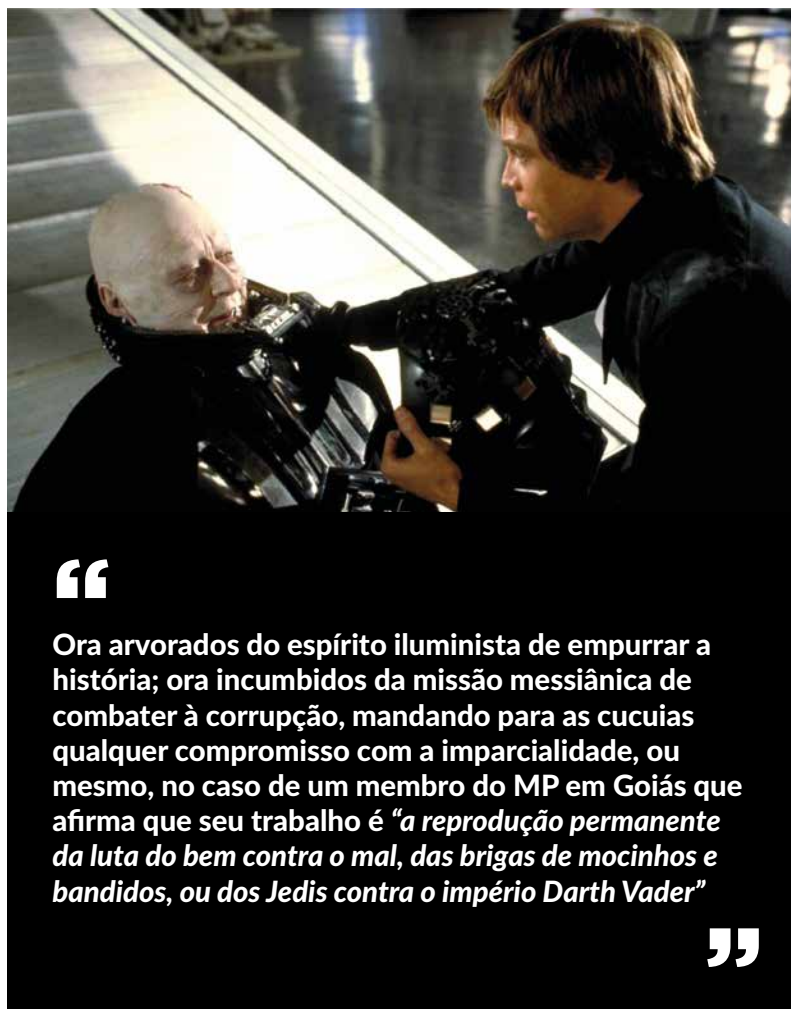 “
Ora arvorados do espírito iluminista de empurrar a
história; ora incumbidos da missão messiânica de
combater à corrupção, mandando para as cucuias
qualquer compromisso com a imparcialidade, ou
mesmo, no caso de um membro do MP em Goiás que
afirma que seu trabalho é “a reprodução permanente
da luta do bem contra o mal, das brigas de mocinhos e
bandidos, ou dos Jedis contra o império Darth Vader”
”